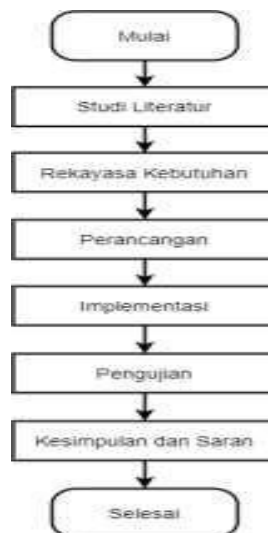 Mulai
Studi Literatur
Rekayasa Kebutuhan
Perancangan
Implementasi
Pengujian
Kesimpulan dan Saran
Selesai